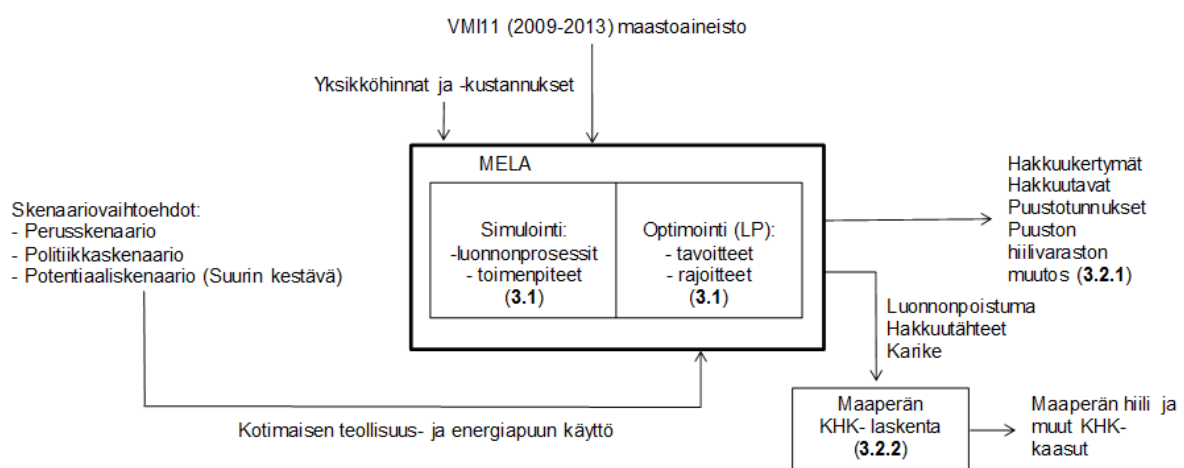 VMI11 (2009-2013) maastoaineisto
Yksikköhinnat ja -kustannukset
MELA
Skenaariovaihtoehdot:
- Perusskenaario
- Politiikkaskenaario
- Potentiaaliskenaario (Suurin kestävä)
Simulointi:
-luonnonprosessit
- toimenpiteet
(3.1)
Optimointi (LP):
- tavoitteet
- rajoitteet
(3.1)
Hakkuukertymät
Hakkuutavat
Puustotunnukset
Puuston
hiilivaraston
muutos (3.2.1)
Luonnonpoistuma
Hakkuutähteet
Karike
Kotimaisen teollisuus- ja energiapuun käyttö
Maaperän
KHK- laskenta
(3.2.2)
Maaperän hiili ja
muut KHK-
kaasut